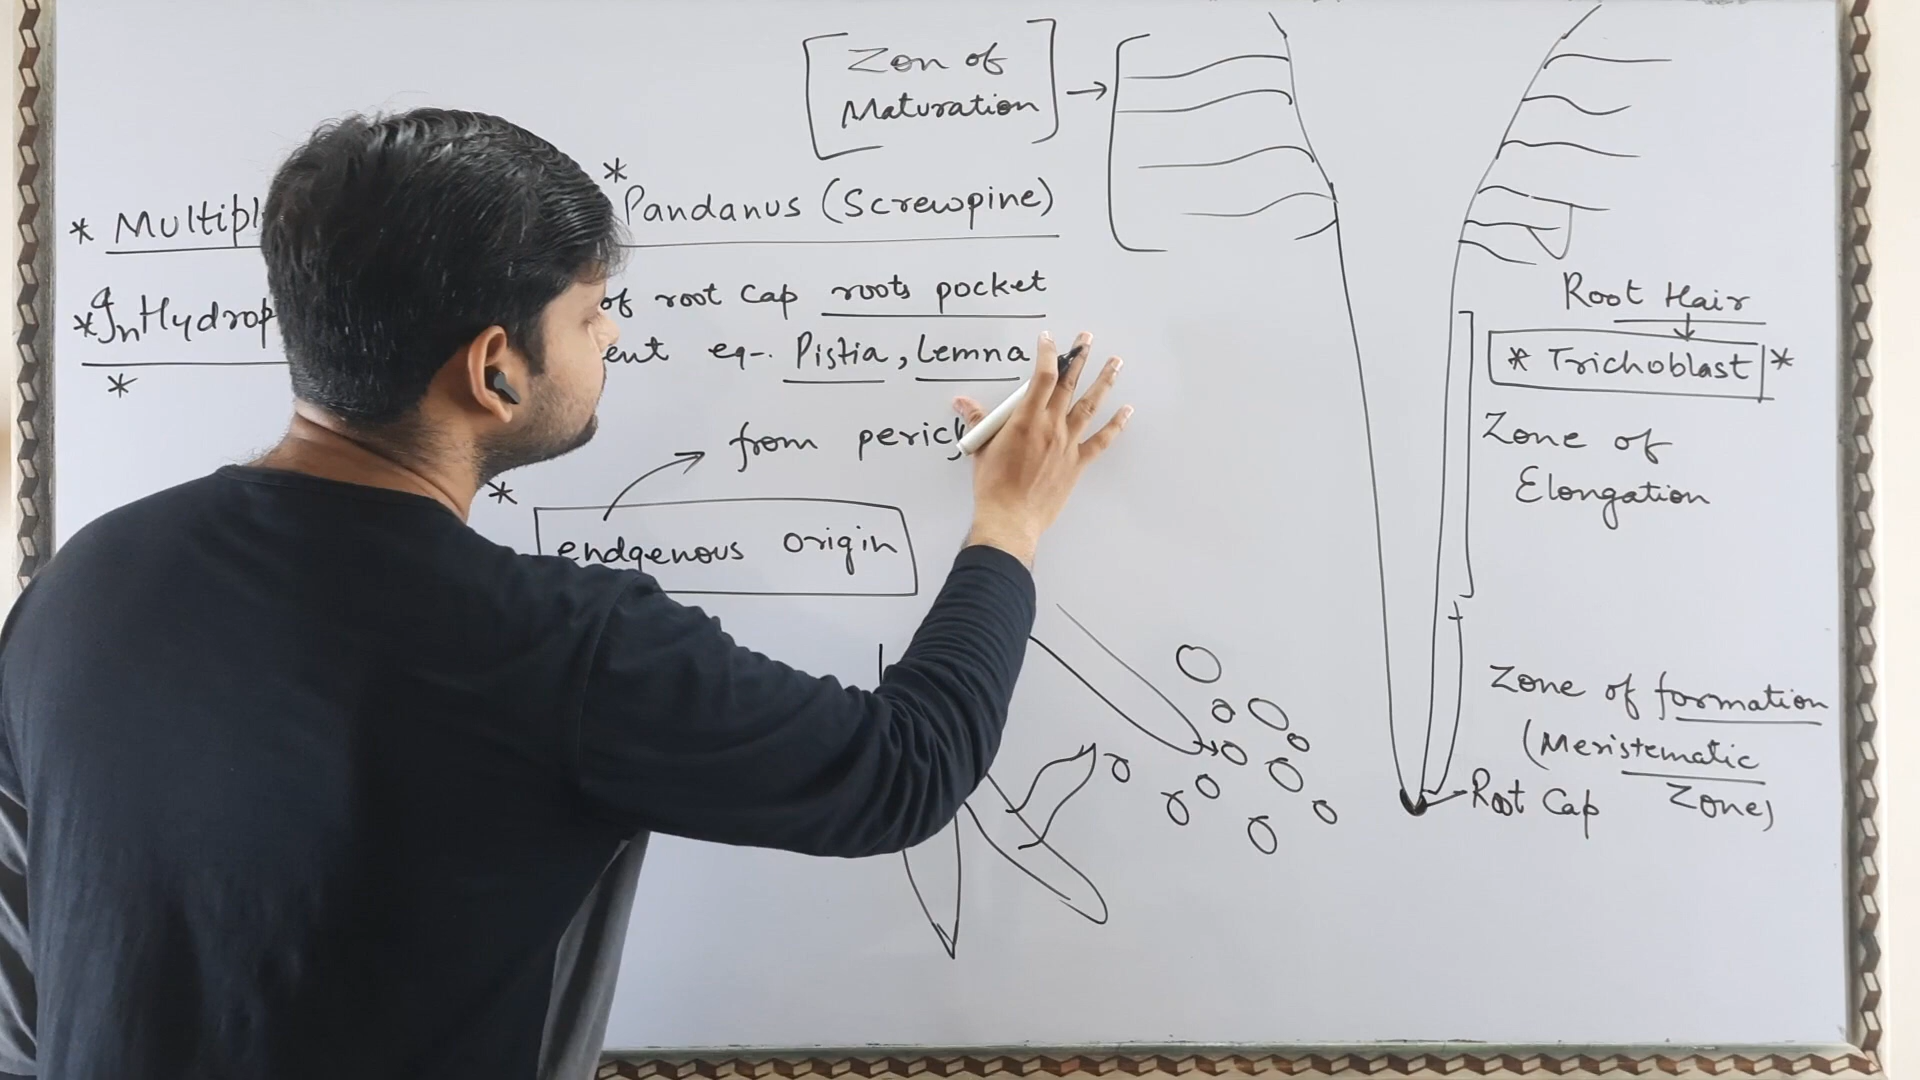 Zon of
Maturation
* Multipl
* Pandanus (Screwpine)
* In Hydrop
of root Cap roots pocket
*
ent eg-. Pistia, Lemna
from peric
*
endgenous Origin
Root Hair
* Trichoblast *
Zone of
Elongation
Zone of formation
(Meristematic
Zone)
Root Cap